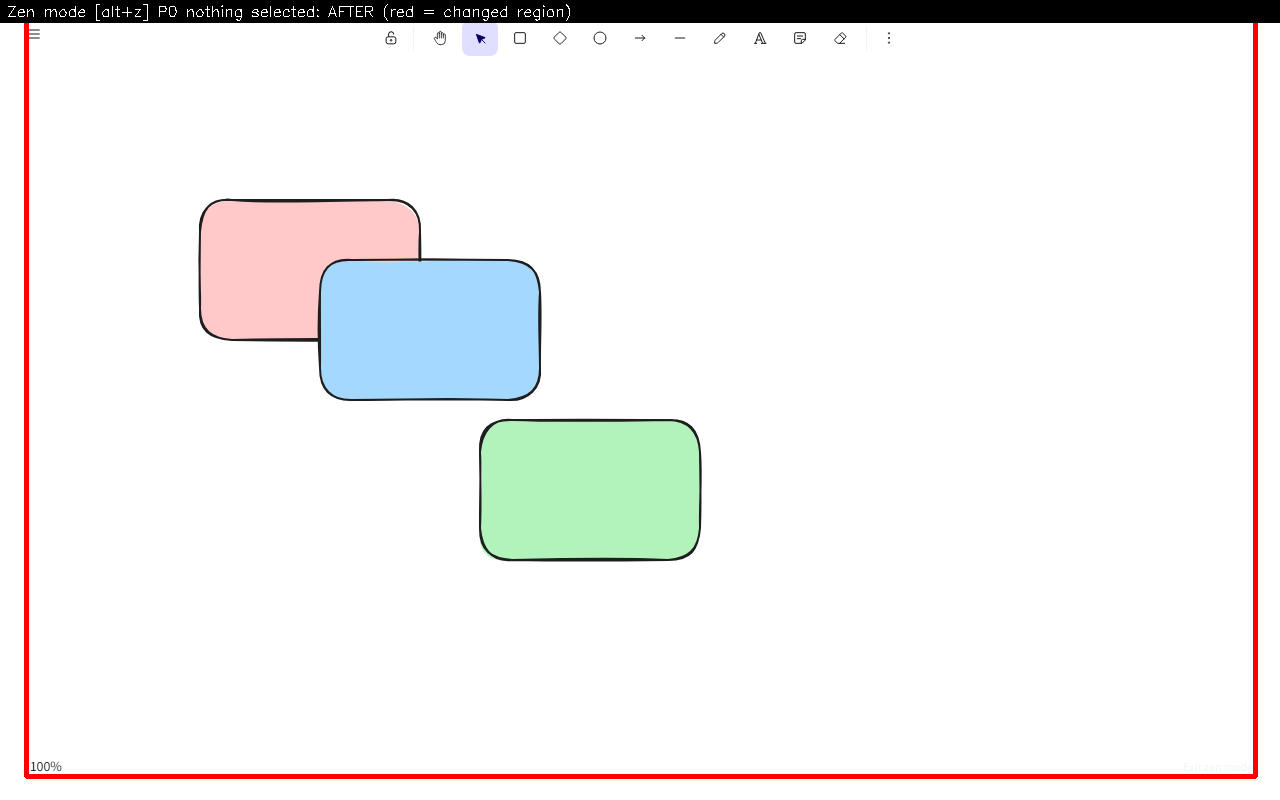 Zen mode [alt+z] P0 nothing selected: AFTER (red = changed region)
100%